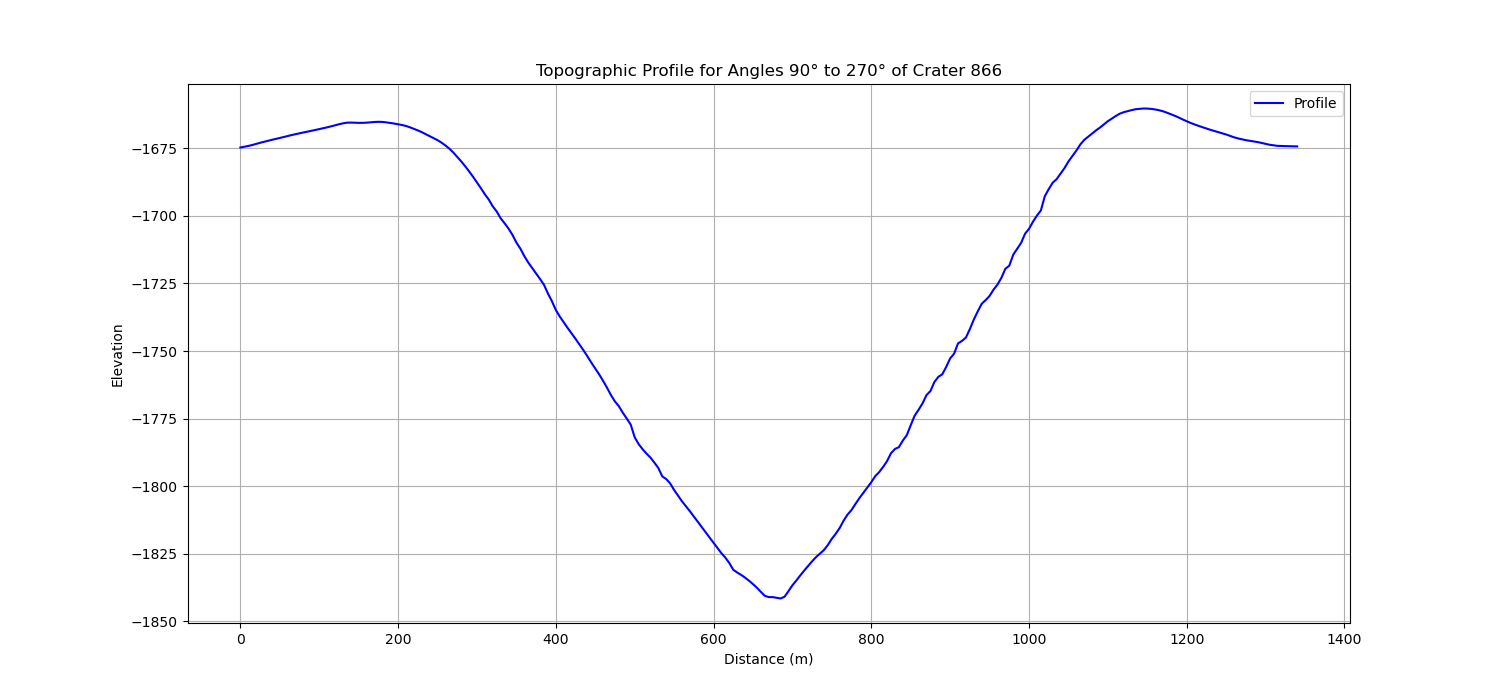 Topographic Profile for Angles 90° to 270° of Crater 866
Profile
−1675
−1700
−1725
−1750
−1775
−1800
−1825
−1850
Elevation
0 200 400 600 800 1000 1200 1400
Distance (m)